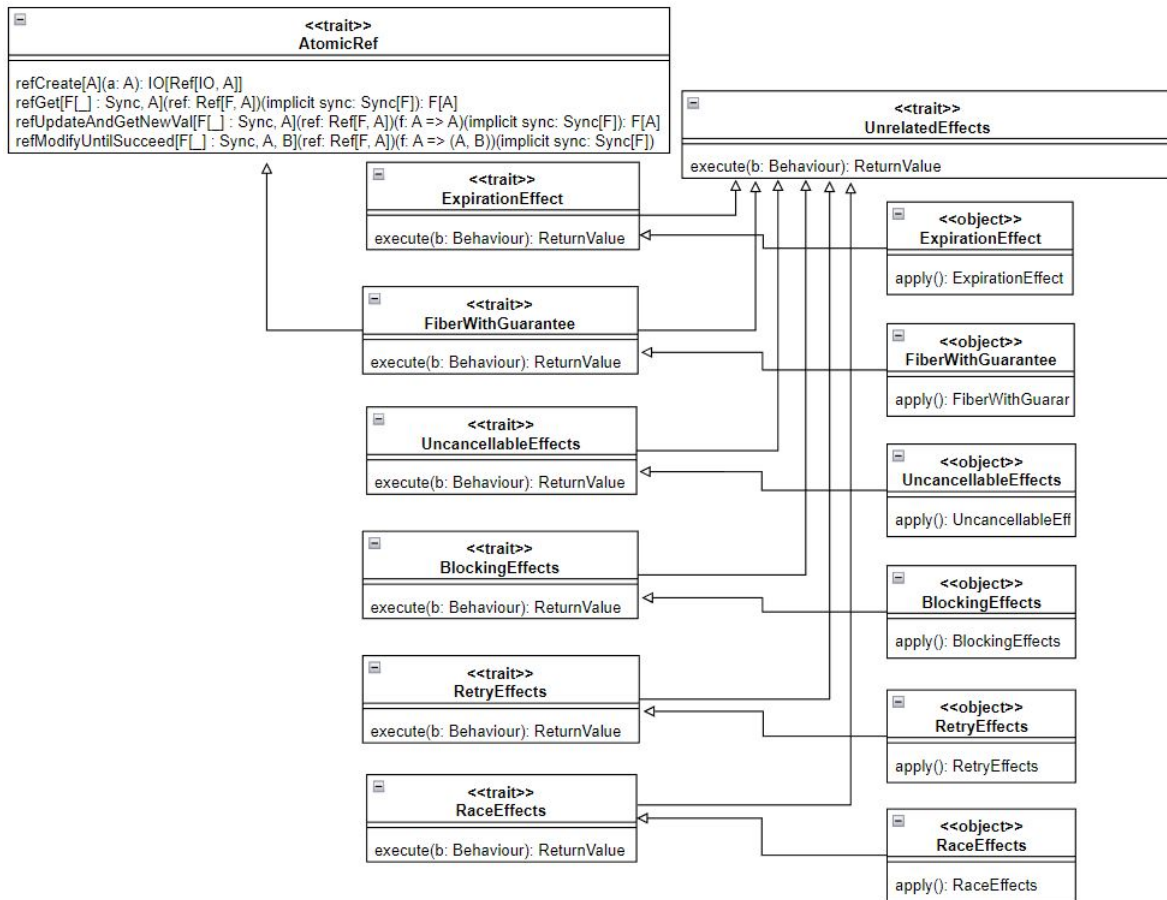 <<trait>>
AtomicRef
refCreate[A](a: A): IO[Ref[IO, A]]
refGet[F[_] : Sync, A](ref: Ref[F, A])(implicit sync: Sync[F]): F[A]
refUpdateAndGetNewVal[F[_] : Sync, A](ref: Ref[F, A])(f: A => A)(implicit sync: Sync[F]): F[A]
refModifyUntilSucceed[F[_] : Sync, A, B](ref: Ref[F, A])(f: A => (A, B))(implicit sync: Sync[F])
<<trait>>
UnrelatedEffects
execute(b: Behaviour): ReturnValue
<<trait>>
ExpirationEffect
execute(b: Behaviour): ReturnValue
<<object>>
ExpirationEffect
apply(): ExpirationEffect
<<trait>>
FiberWithGuarantee
execute(b: Behaviour): ReturnValue
<<object>>
FiberWithGuarantee
apply(): FiberWithGuarar
<<trait>>
UncancellableEffects
execute(b: Behaviour): ReturnValue
<<object>>
UncancellableEffects
apply(): UncancellableEff
<<trait>>
BlockingEffects
execute(b: Behaviour): ReturnValue
<<object>>
BlockingEffects
apply(): BlockingEffects
<<trait>>
RetryEffects
execute(b: Behaviour): ReturnValue
<<object>>
RetryEffects
apply(): RetryEffects
<<trait>>
RaceEffects
execute(b: Behaviour): ReturnValue
<<object>>
RaceEffects
apply(): RaceEffects